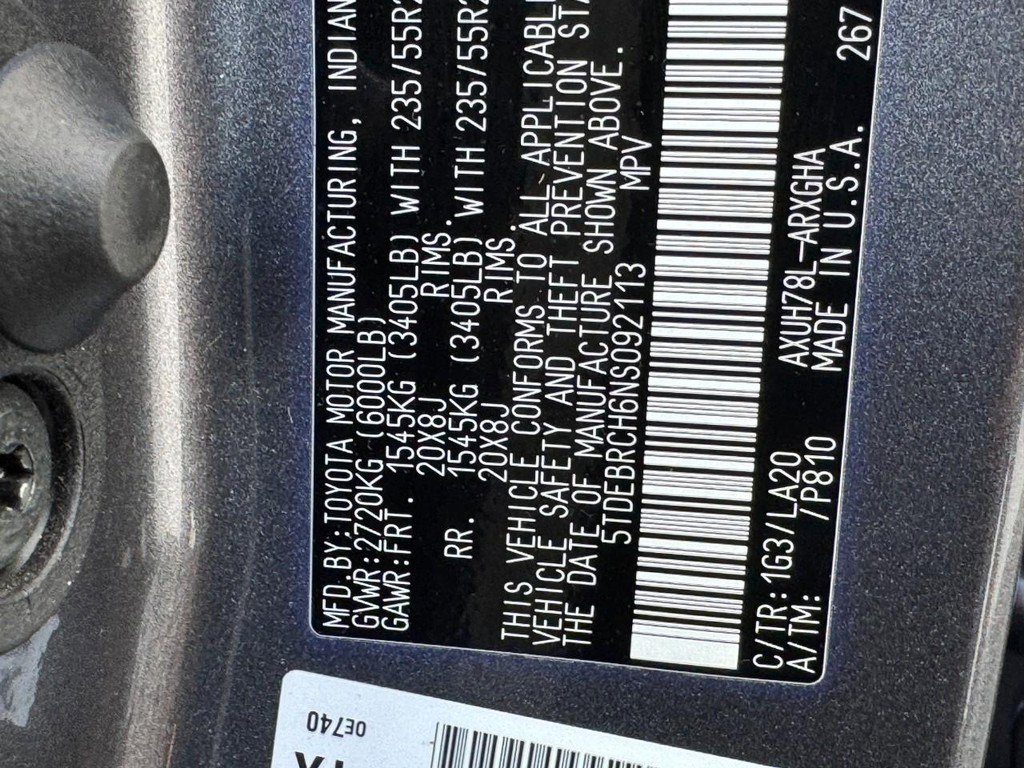 MFD.BY:TOYOTA MOTOR MANUFACTURING, INDIAN
GVWR:2720KG (6000LB)
GAWR:FRT. 1545KG (3405LB) WITH 235/55R2
20X8J RIMS.
RR. 1545KG (3405LB) WITH 235/55R2
20X8J RIMS.
THIS VEHICLE CONFORMS TO ALL APPLICABL
VEHICLE SAFETY AND THEFT PREVENTION STA
THE DATE OF MANUFACTURE SHOWN ABOVE.
5TDEBRCH6NS092113 MPV
C/TR:1G3/LA20 AXUH78L-ARXGHA 267
A/TM: /P810 MADE IN U.S.A.
0E740